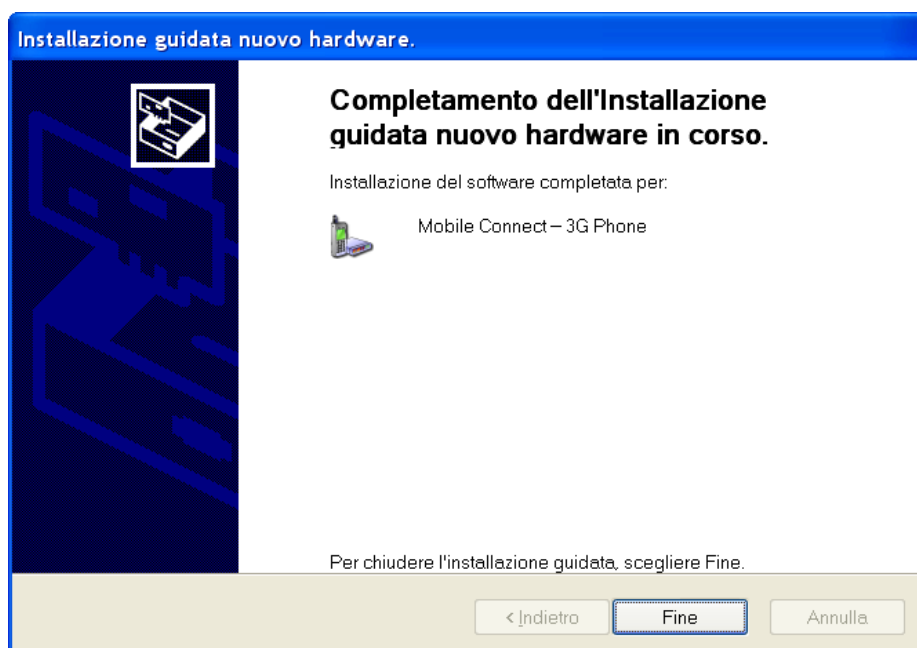 Installazione guidata nuovo hardware.
Completamento dell'Installazione
guidata nuovo hardware in corso.
Installazione del software completata per:
Mobile Connect – 3G Phone
Per chiudere l'installazione guidata, scegliere Fine.
< Indietro
Fine
Annulla